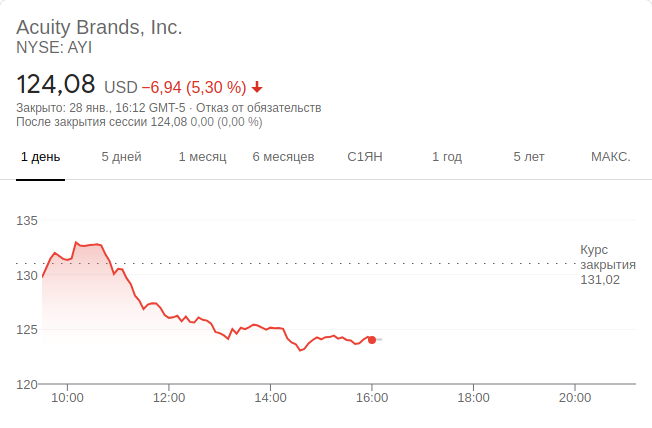 Acuity Brands, Inc.
NYSE: AYI
124,08 USD −6,94 (5,30 %)
Закрыто: 28 янв., 16:12 GMT-5 · Отказ от обязательств
После закрытия сессии 124,08 0,00 (0,00 %)
1 день 5 дней 1 месяц 6 месяцев С1ЯН 1 год 5 лет МАКС.
135
Курс
закрытия
130
131,02
125
120
10:00 12:00 14:00 16:00 18:00 20:00